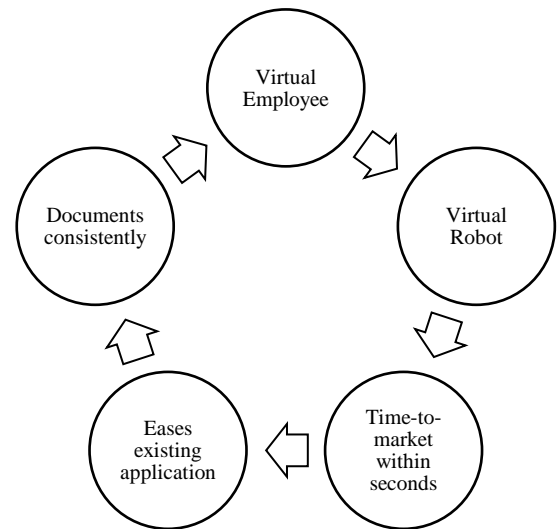 Virtual
Employee
Virtual
Robot
Time-to-
market
within
seconds
Eases
existing
application
Documents
consistently